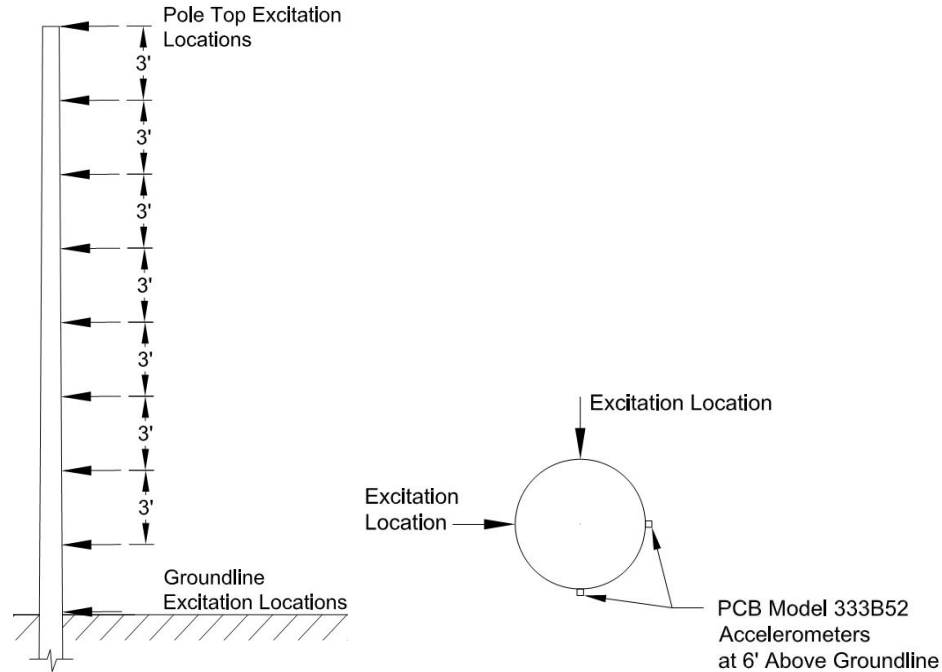 Pole Top Excitation
Locations
3'
3'
3'
3'
3'
3'
3'
Groundline
Excitation Locations
Excitation Location
Excitation
Location
PCB Model 333B52
Accelerometers
at 6' Above Groundline